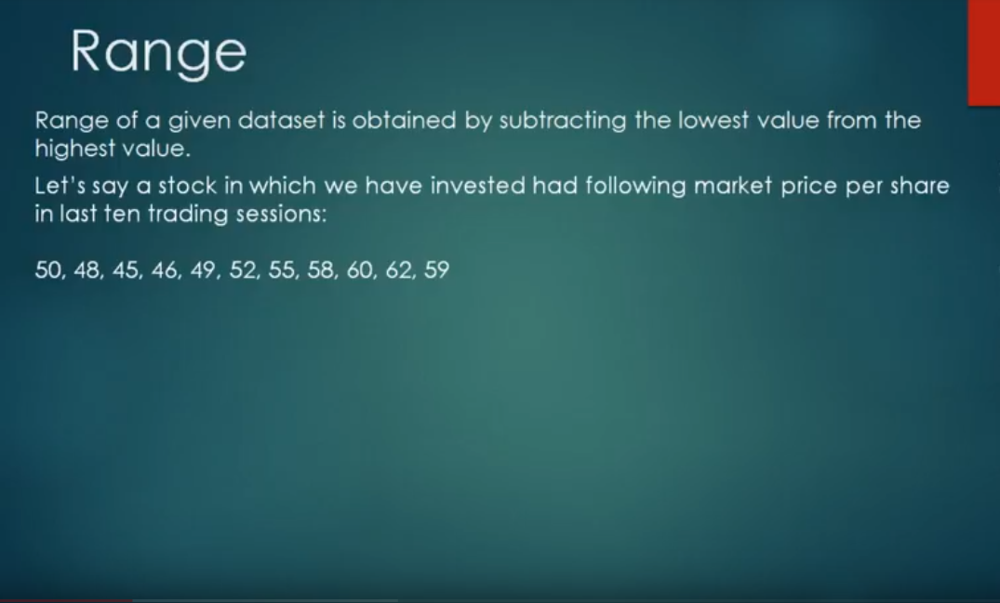 Range
Range of a given dataset is obtained by subtracting the lowest value from the
highest value.
Let's say a stock in which we have invested had following market price per share
in last ten trading sessions:
50, 48, 45, 46, 49, 52, 55, 58, 60, 62, 59